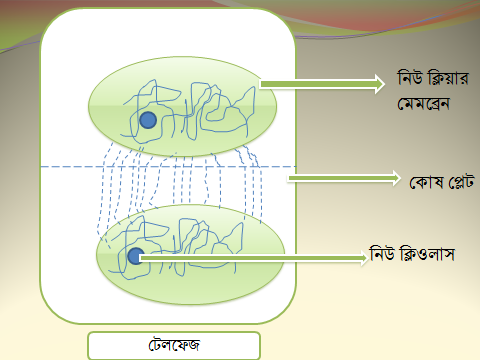 নিউ ক্লিয়ার
মেমব্রেন
কোষ প্লেট
নিউ ক্লিওলাস
টেলফেজ